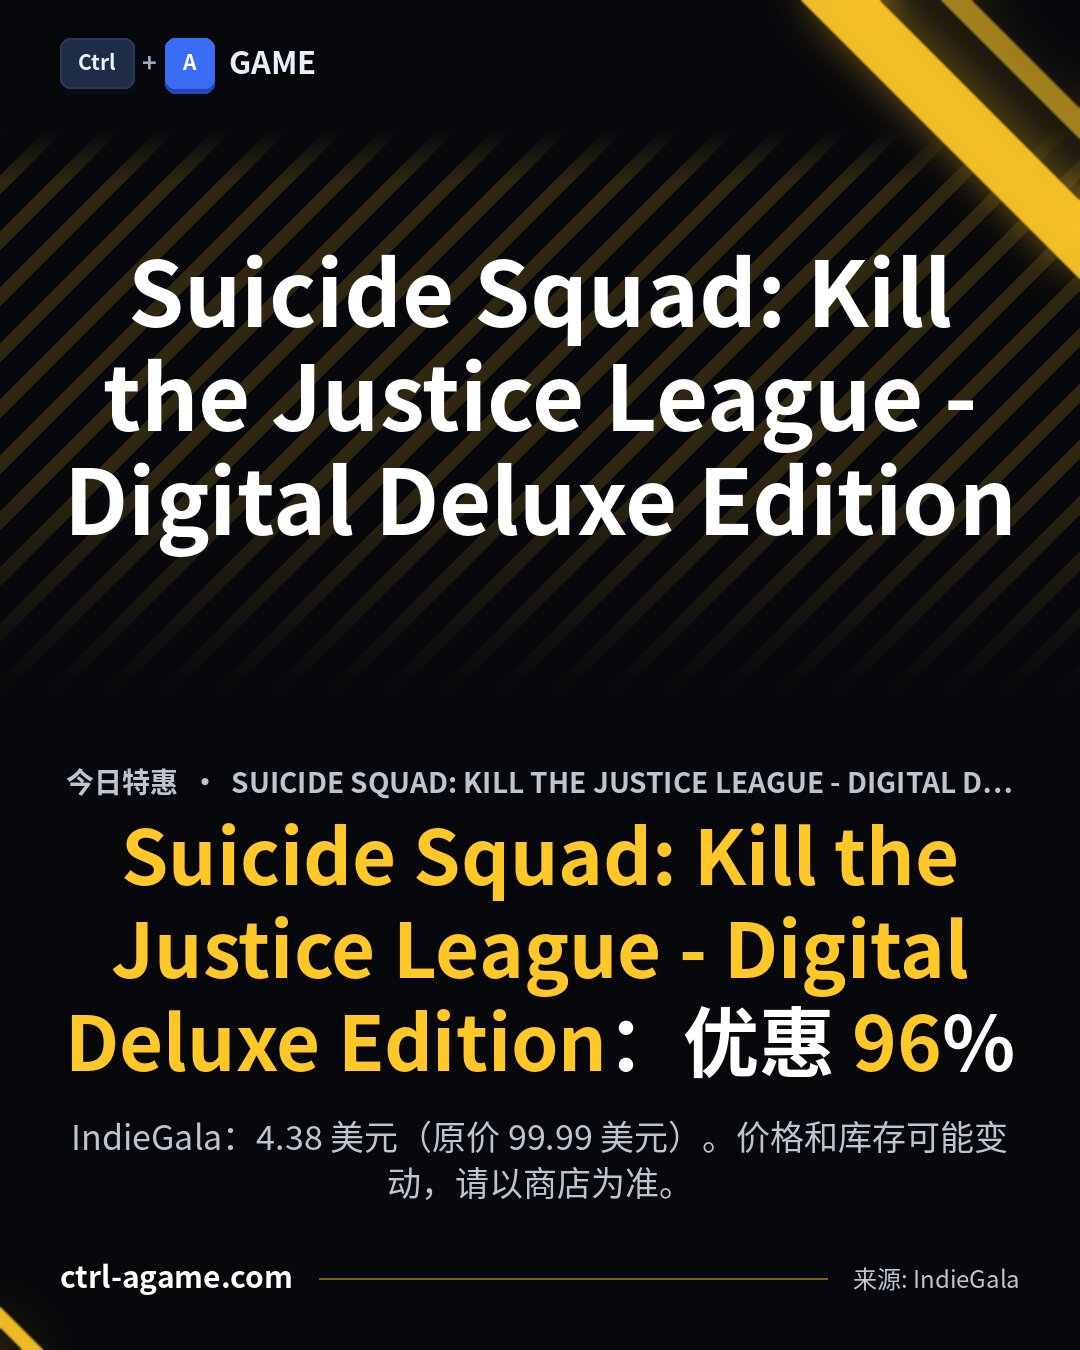 Ctrl + A GAME
Suicide Squad: Kill
the Justice League -
Digital Deluxe Edition
今日特惠 • SUICIDE SQUAD: KILL THE JUSTICE LEAGUE - DIGITAL D...
Suicide Squad: Kill the
Justice League - Digital
Deluxe Edition：优惠 96%
IndieGala：4.38 美元（原价 99.99 美元）。价格和库存可能变
动，请以商店为准。
ctrl-agame.com
来源: IndieGala